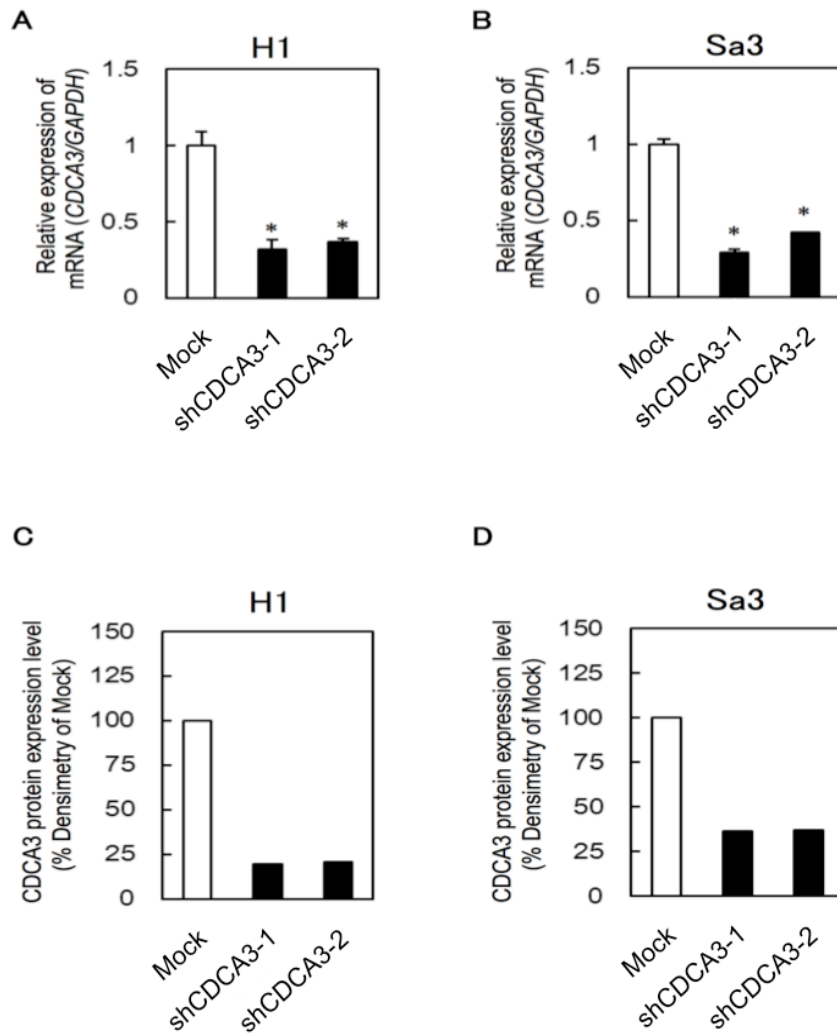 A
H1
Relative expression of
mRNA (CDCA3/GAPDH)
1.5
1
0.5
0
*
*
Mock
shCDCA3-1
shCDCA3-2
B
Sa3
Relative expression of
mRNA (CDCA3/GAPDH)
1.5
1
0.5
0
*
*
Mock
shCDCA3-1
shCDCA3-2
C
H1
CDCA3 protein expression level
(% Densimetry of Mock)
150
125
100
75
50
25
0
Mock
shCDCA3-1
shCDCA3-2
D
Sa3
CDCA3 protein expression level
(% Densimetry of Mock)
150
125
100
75
50
25
0
Mock
shCDCA3-1
shCDCA3-2